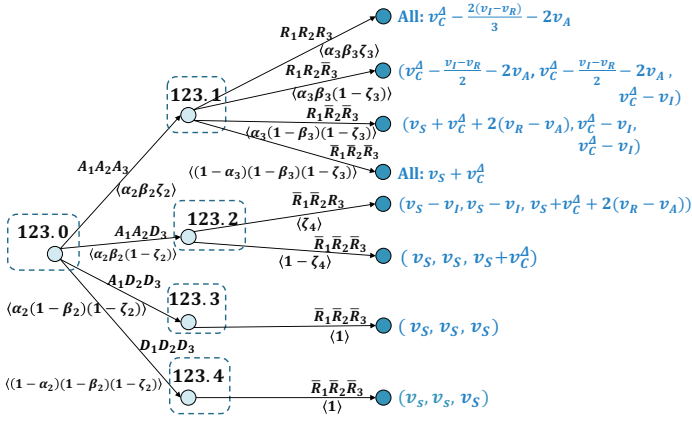 R₁R₂R₃
⟨α₃β₃ζ₃⟩
All: v_C^Δ − 2(v_I−v_R)/3 − 2v_A
R₁R₂R̅₃
⟨α₃β₃(1−ζ₃)⟩
(v_C^Δ − (v_I−v_R)/2 − 2v_A, v_C^Δ − (v_I−v_R)/2 − 2v_A ,
v_C^Δ − v_I)
123.1
R₁R̅₂R̅₃
⟨α₃(1−β₃)(1−ζ₃)⟩
(v_S + v_C^Δ + 2(v_R − v_A), v_C^Δ − v_I,
v_C^Δ − v_I)
R̅₁R̅₂R̅₃
⟨(1−α₃)(1−β₃)(1−ζ₃)⟩
All: v_S + v_C^Δ
A₁A₂A₃
⟨α₂β₂ζ₂⟩
123.0
A₁A₂D₃
⟨α₂β₂(1−ζ₂)⟩
123.2
R̅₁R̅₂R₃
⟨ζ₄⟩
(v_S − v_I, v_S − v_I, v_S+v_C^Δ + 2(v_R − v_A))
R̅₁R̅₂R̅₃
⟨1−ζ₄⟩
( v_S, v_S, v_S+v_C^Δ)
A₁D₂D₃
⟨α₂(1−β₂)(1−ζ₂)⟩
123.3
R̅₁R̅₂R̅₃
⟨1⟩
( v_S, v_S, v_S)
D₁D₂D₃
⟨(1−α₂)(1−β₂)(1−ζ₂)⟩
123.4
R̅₁R̅₂R̅₃
⟨1⟩
(v_s, v_s, v_S)